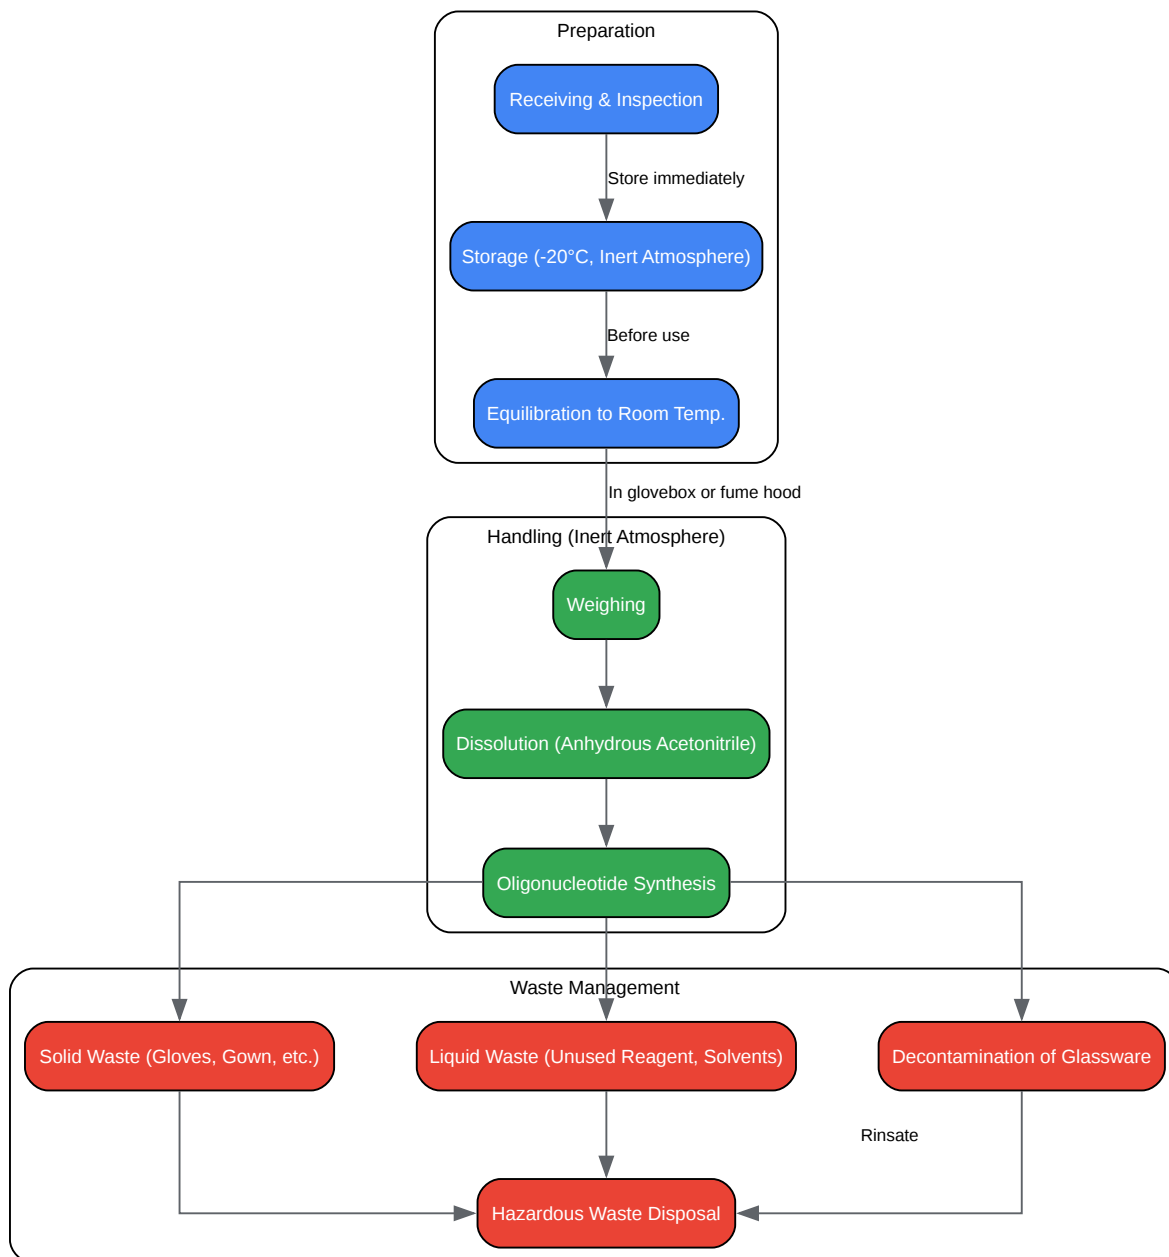 Preparation
Receiving & Inspection
Store immediately
Storage (-20°C, Inert Atmosphere)
Before use
Equilibration to Room Temp.
In glovebox or fume hood
Handling (Inert Atmosphere)
Weighing
Dissolution (Anhydrous Acetonitrile)
Oligonucleotide Synthesis
Waste Management
Solid Waste (Gloves, Gown, etc.)
Liquid Waste (Unused Reagent, Solvents)
Decontamination of Glassware
Rinsate
Hazardous Waste Disposal